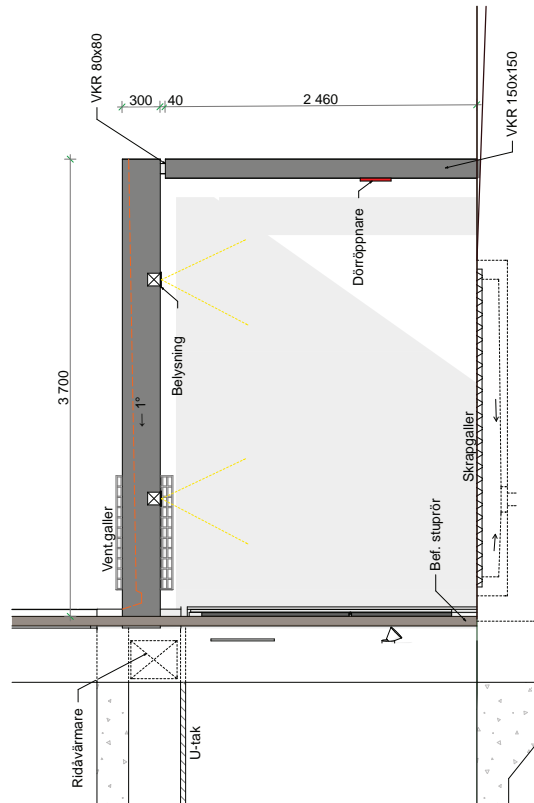 VKR 80x80
300
40
2 460
VKR 150x150
Dörröppnare
3 700
Belysning
← 1°
Vent.galler
Skrapgaller
Bef. stuprör
Ridåvärmare
U-tak